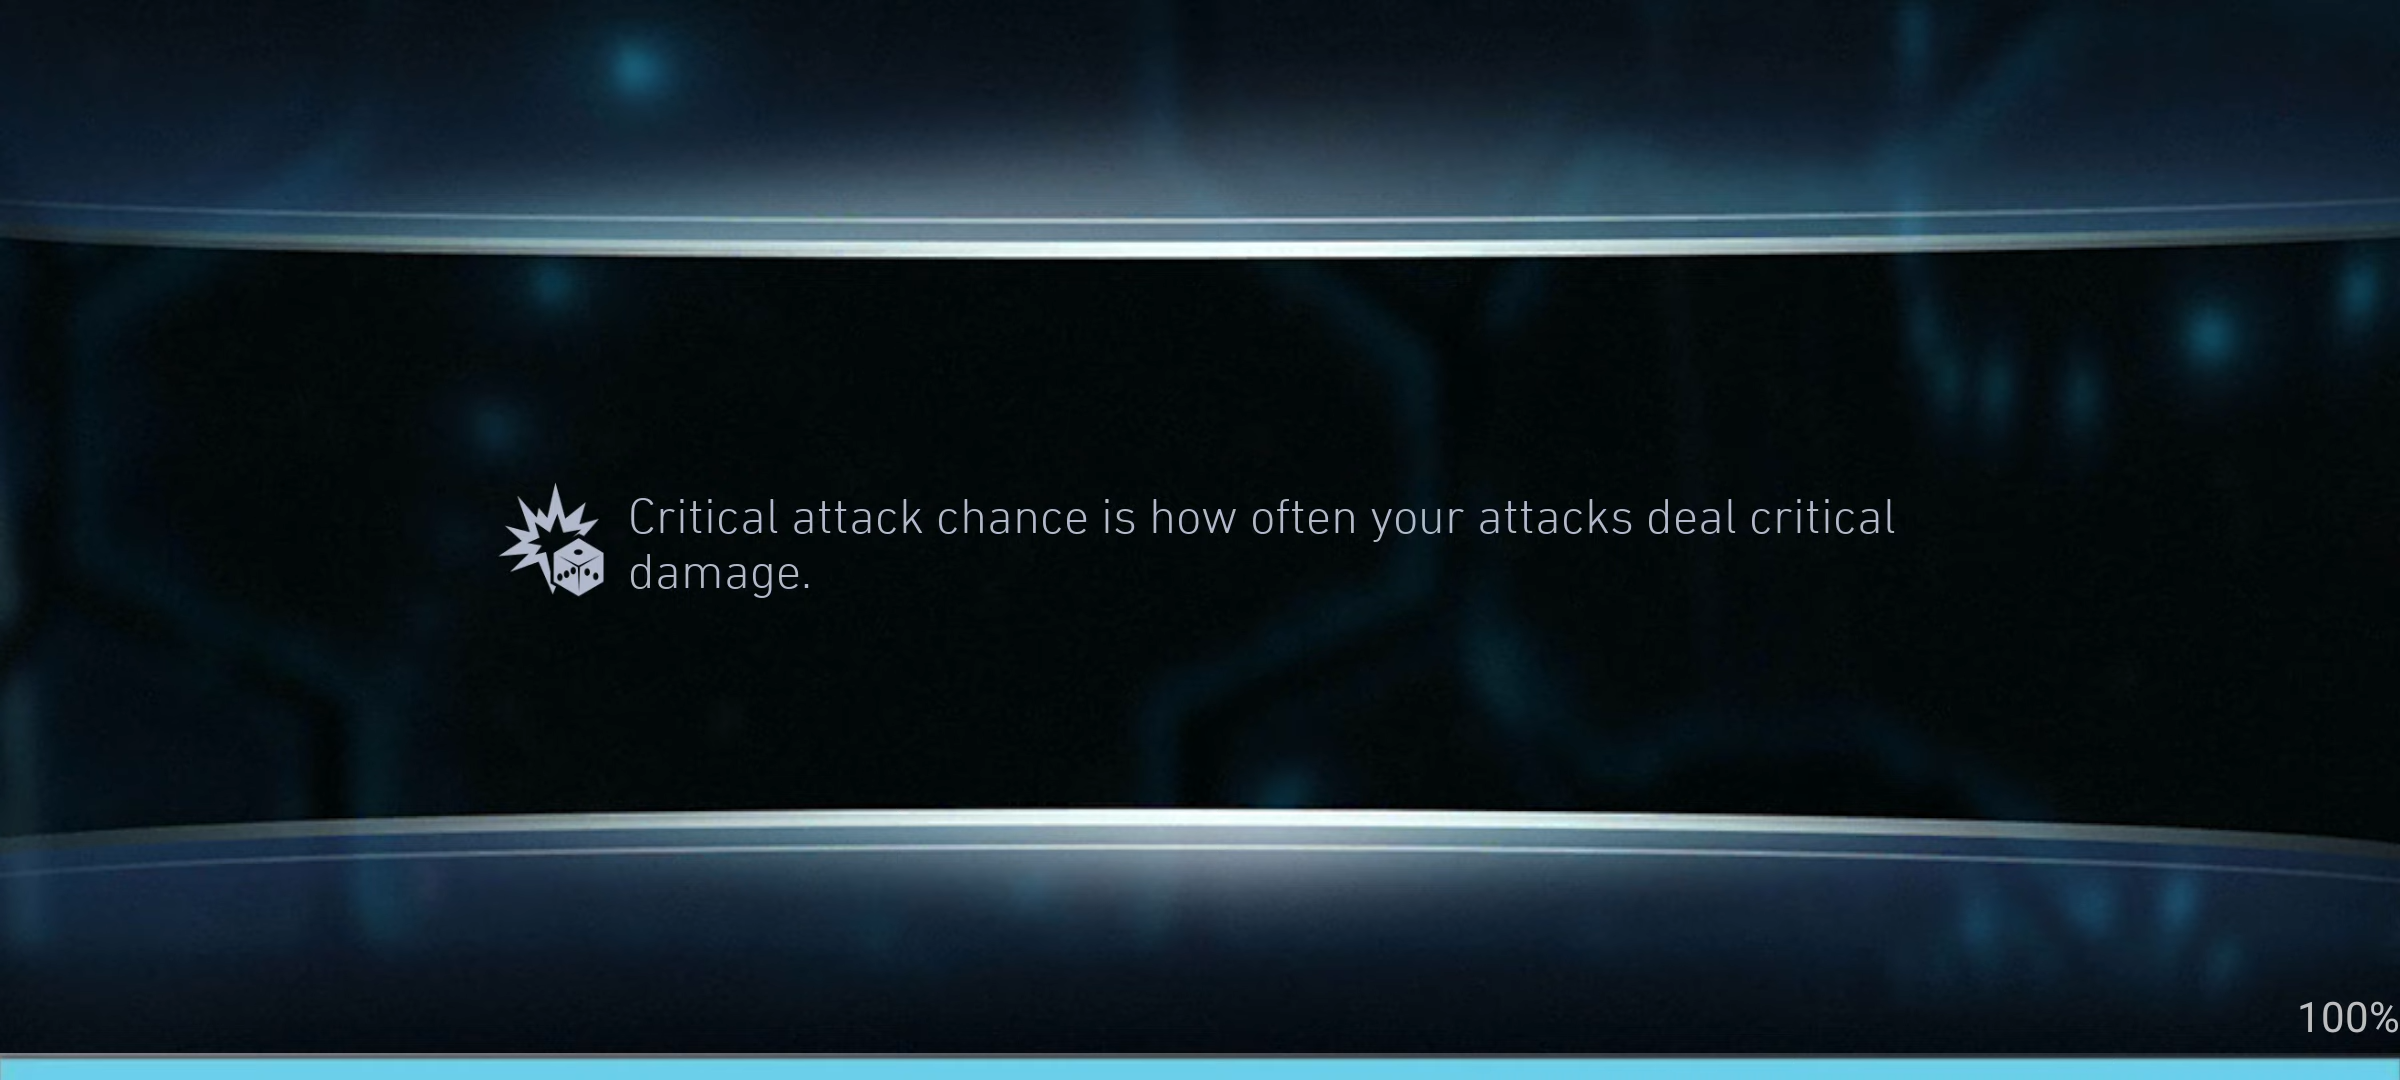 Critical attack chance is how often your attacks deal critical
damage.
100%